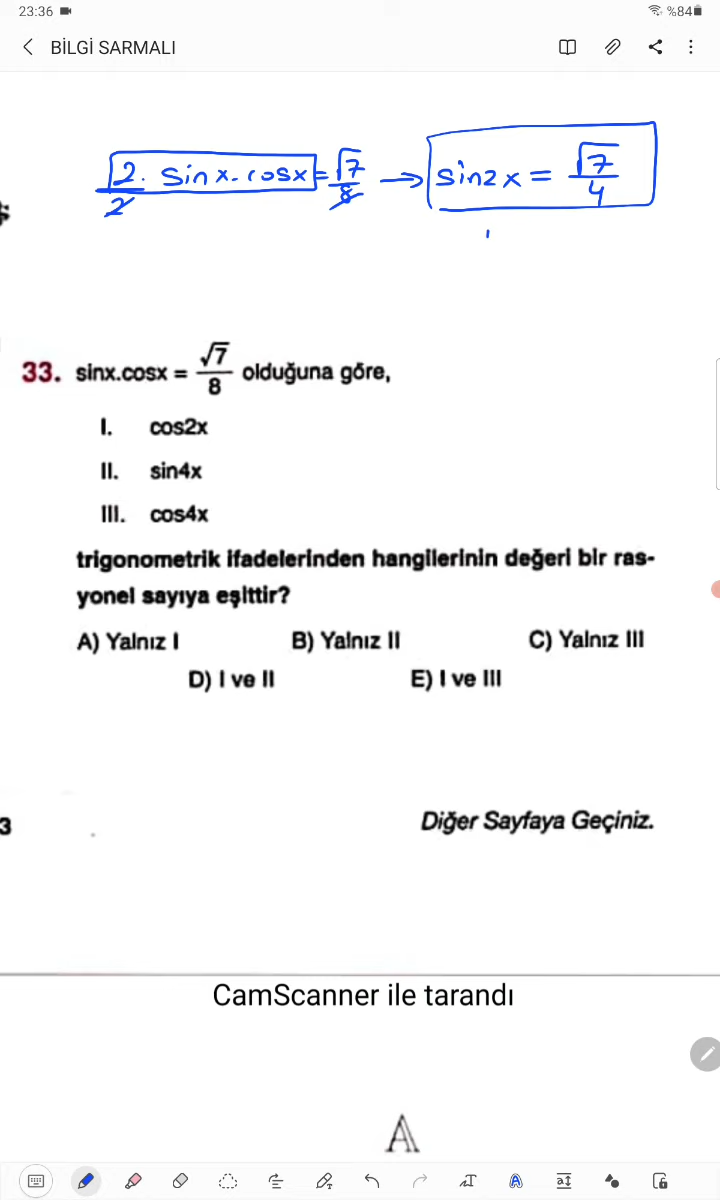 23:36 %84
BİLGİ SARMALI
2. sinx.cosx = √7/8 → sin2x = √7/4
2
33. sinx.cosx = √7/8 olduğuna göre,
I. cos2x
II. sin4x
III. cos4x
trigonometrik ifadelerinden hangilerinin değeri bir ras-
yonel sayıya eşittir?
A) Yalnız I B) Yalnız II C) Yalnız III
D) I ve II E) I ve III
3 Diğer Sayfaya Geçiniz.
CamScanner ile tarandı
A